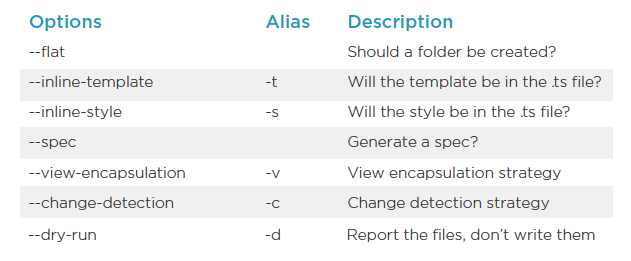 Options Alias Description
--flat Should a folder be created?
--inline-template -t Will the template be in the .ts file?
--inline-style -s Will the style be in the .ts file?
--spec Generate a spec?
--view-encapsulation -v View encapsulation strategy
--change-detection -c Change detection strategy
--dry-run -d Report the files, don't write them